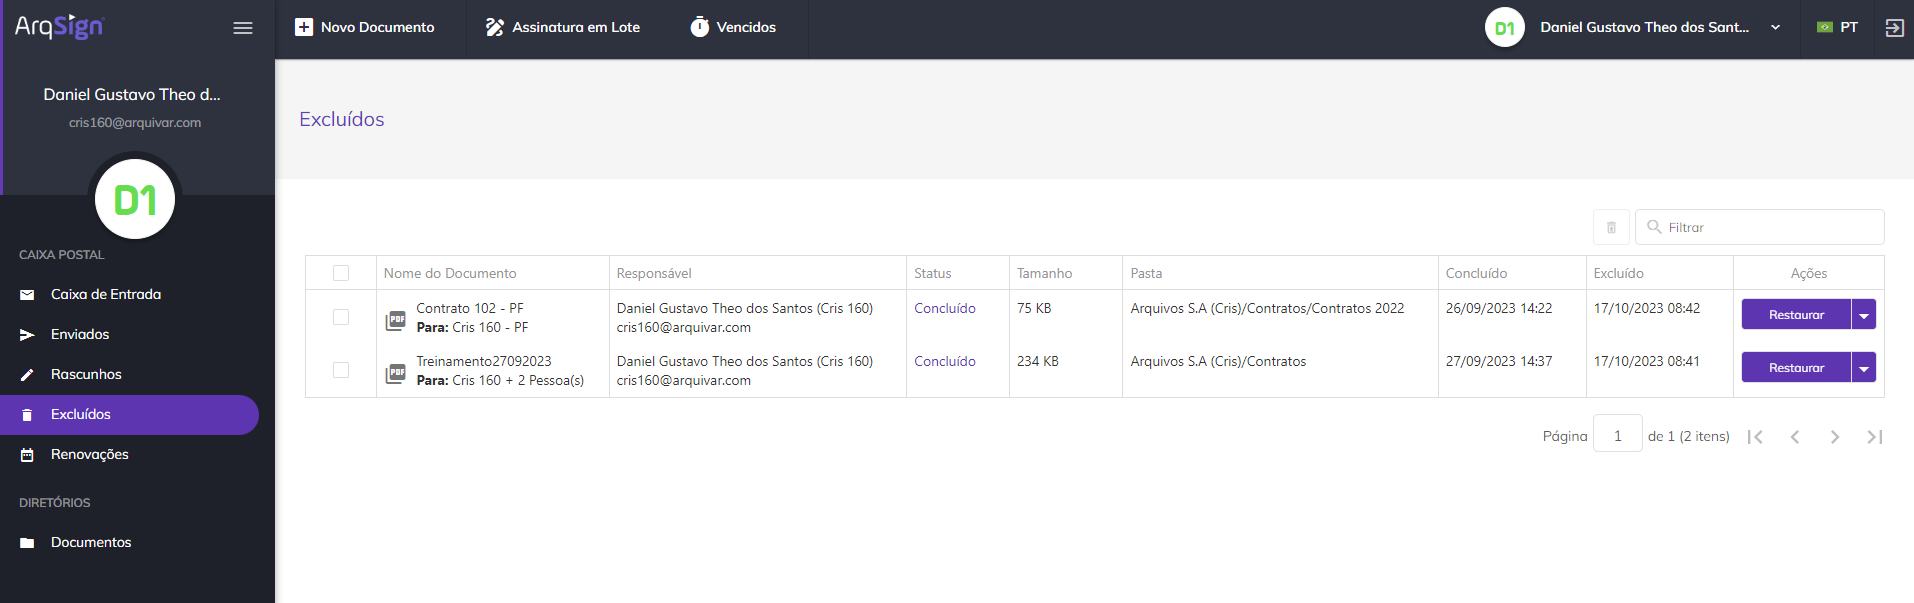 ArqSign
Novo Documento
Assinatura em Lote
Vencidos
D1
Daniel Gustavo Theo dos Sant...
PT
Daniel Gustavo Theo d...
cris160@arquivar.com
D1
CAIXA POSTAL
Caixa de Entrada
Enviados
Rascunhos
Excluídos
Renovações
DIRETÓRIOS
Documentos
Excluídos
Filtrar
Nome do Documento Responsável Status Tamanho Pasta Concluído Excluído Ações
PDF Contrato 102 - PF Daniel Gustavo Theo dos Santos (Cris 160) Concluído 75 KB Arquivos S.A (Cris)/Contratos/Contratos 2022 26/09/2023 14:22 17/10/2023 08:42 Restaurar
Para: Cris 160 - PF cris160@arquivar.com
PDF Treinamento27092023 Daniel Gustavo Theo dos Santos (Cris 160) Concluído 234 KB Arquivos S.A (Cris)/Contratos 27/09/2023 14:37 17/10/2023 08:41 Restaurar
Para: Cris 160 + 2 Pessoa(s) cris160@arquivar.com
Página 1 de 1 (2 itens)